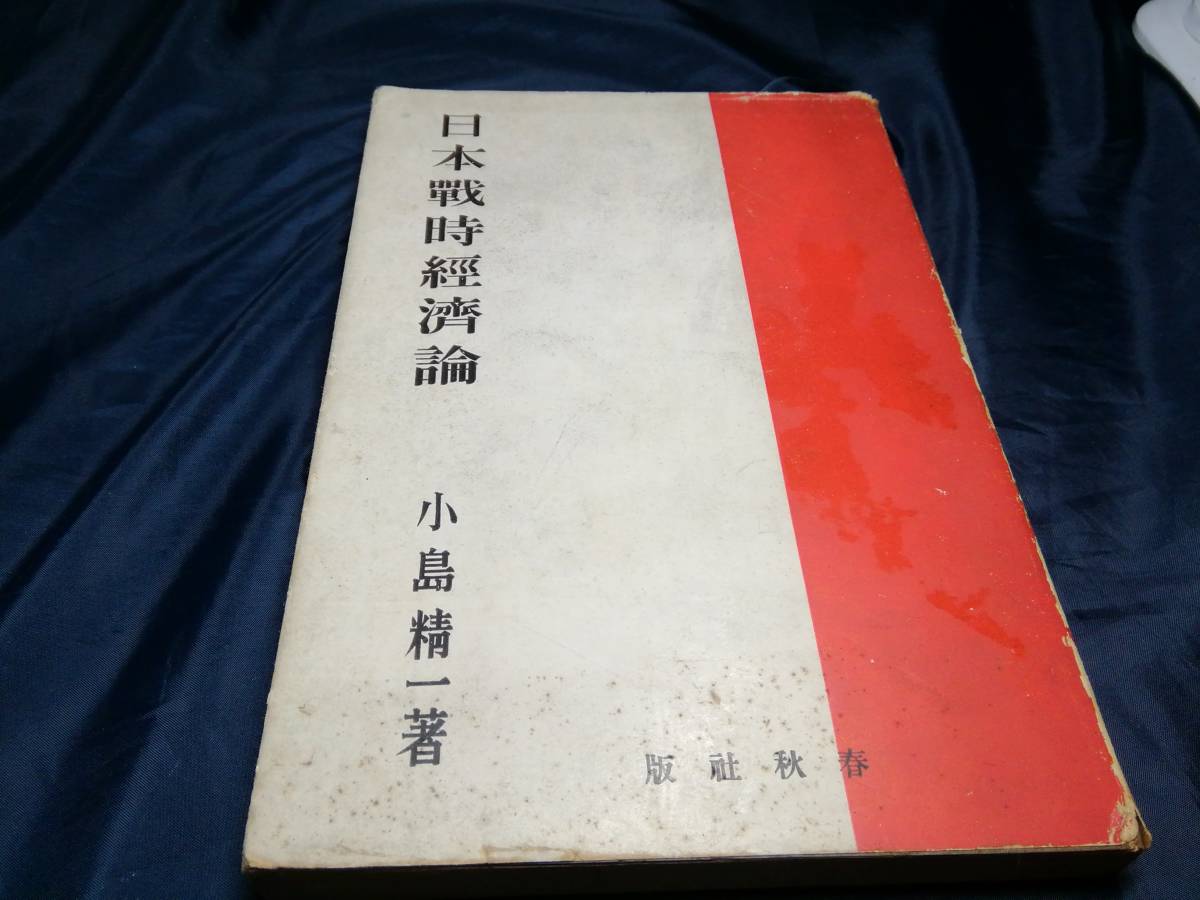 日本戰時經濟論
小島精一著
春秋社版